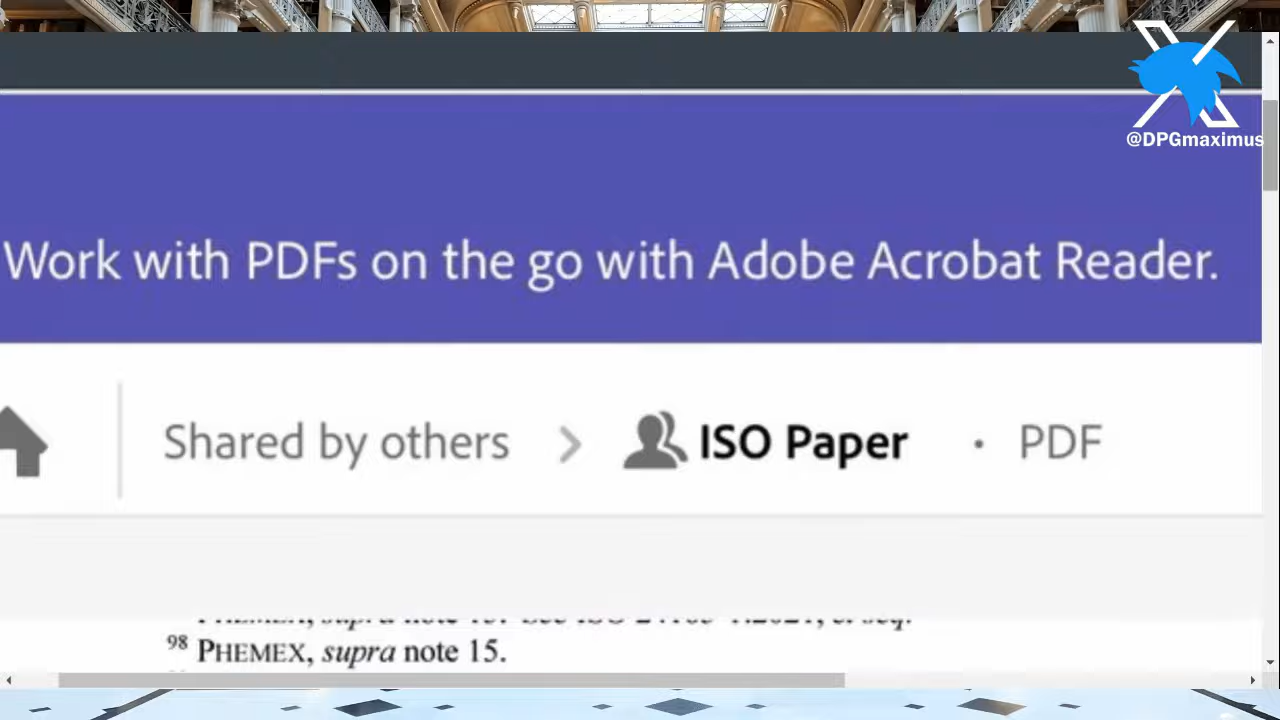 @DPGmaximus
Work with PDFs on the go with Adobe Acrobat Reader.
Shared by others > ISO Paper · PDF
98 PHEMEX, supra note 15.